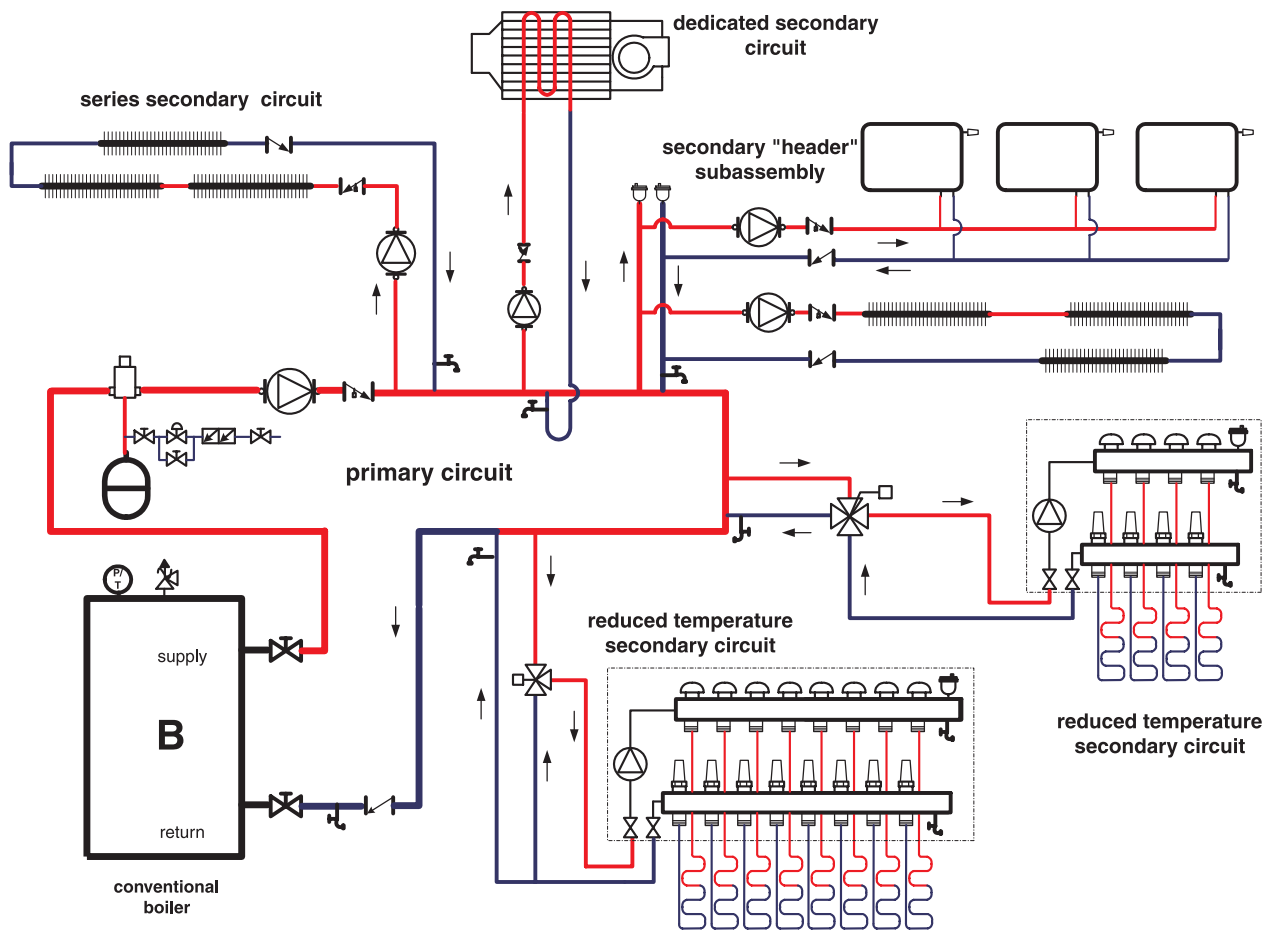 dedicated secondary
circuit
series secondary circuit
secondary "header"
subassembly
primary circuit
P/
T
supply
B
return
conventional
boiler
reduced temperature
secondary circuit
reduced temperature
secondary circuit